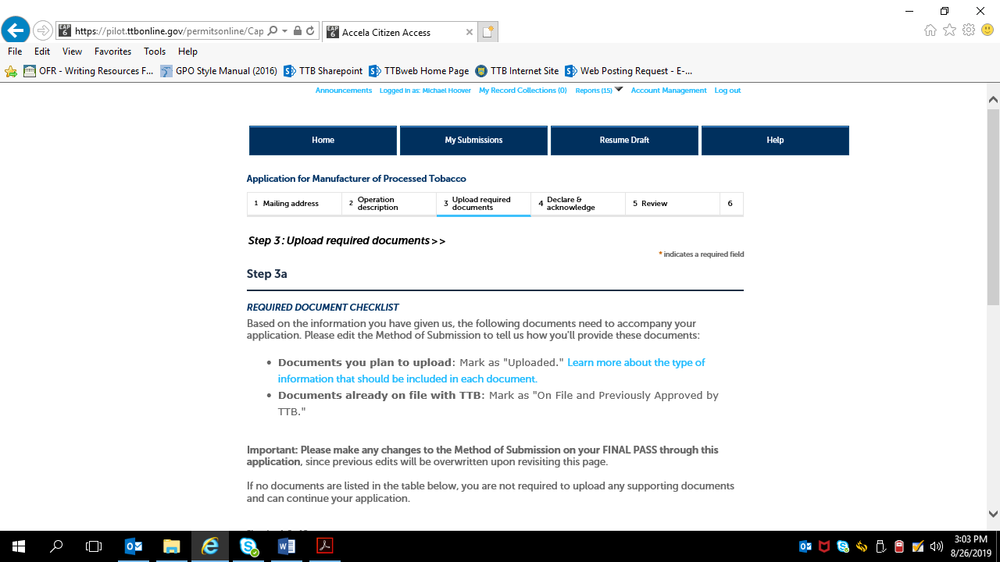 https://pilot.ttbonline.gov/permitsonline/Cap
Accela Citizen Access
File Edit View Favorites Tools Help
OFR - Writing Resources F... GPO Style Manual (2016) TTB Sharepoint TTBweb Home Page TTB Internet Site Web Posting Request - E-...
Announcements Logged in as: Michael Hoover My Record Collections (0) Reports (15) Account Management Log out
Home My Submissions Resume Draft Help
Application for Manufacturer of Processed Tobacco
1 Mailing address
2 Operation
description
3 Upload required
documents
4 Declare &
acknowledge
5 Review
6
Step 3 : Upload required documents>>
* indicates a required field
Step 3a
REQUIRED DOCUMENT CHECKLIST
Based on the information you have given us, the following documents need to accompany your
application. Please edit the Method of Submission to tell us how you'll provide these documents:
• Documents you plan to upload: Mark as "Uploaded." Learn more about the type of
information that should be included in each document.
• Documents already on file with TTB: Mark as "On File and Previously Approved by
TTB."
Important: Please make any changes to the Method of Submission on your FINAL PASS through this
application, since previous edits will be overwritten upon revisiting this page.
If no documents are listed in the table below, you are not required to upload any supporting documents
and can continue your application.
3:03 PM
8/26/2019